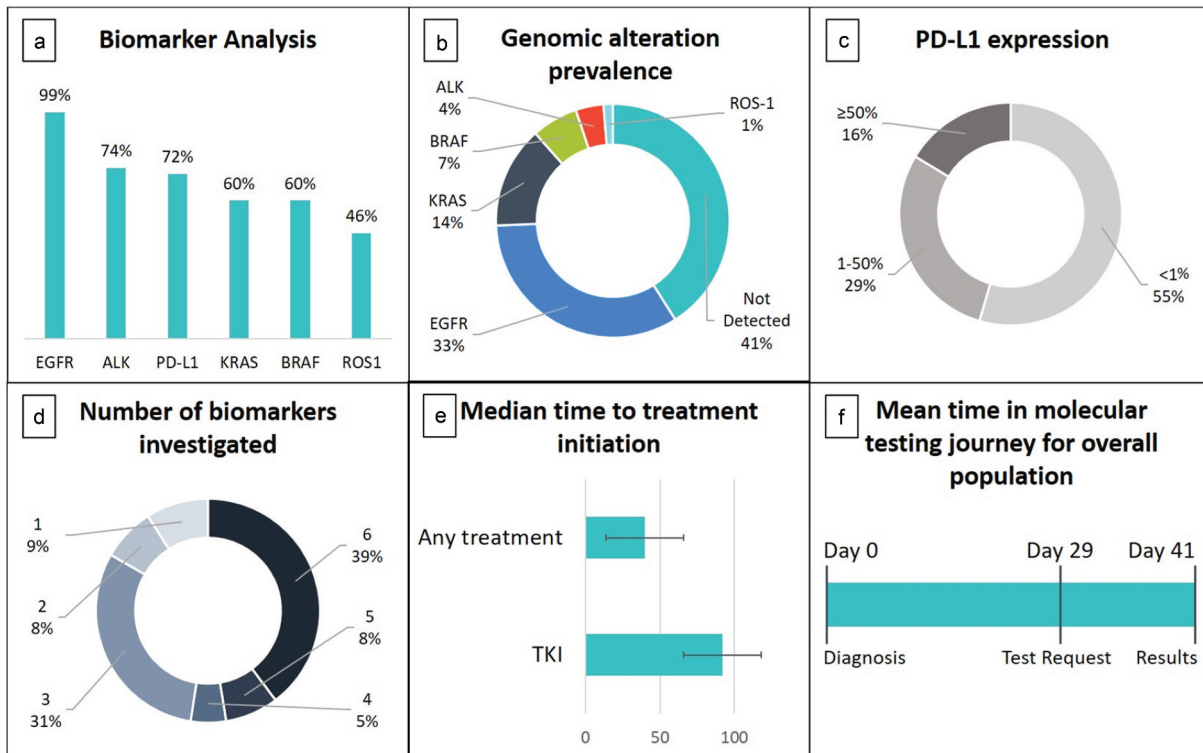 a
Biomarker Analysis
99%
74%
72%
60%
60%
46%
EGFR ALK PD-L1 KRAS BRAF ROS1
b
Genomic alteration
prevalence
ALK
4%
BRAF
7%
KRAS
14%
EGFR
33%
ROS-1
1%
Not
Detected
41%
c
PD-L1 expression
≥50%
16%
1-50%
29%
<1%
55%
d
Number of biomarkers
investigated
1
9%
2
8%
3
31%
6
39%
5
8%
4
5%
e
Median time to treatment
initiation
Any treatment
TKI
0 50 100
f
Mean time in molecular
testing journey for overall
population
Day 0 Day 29 Day 41
Diagnosis Test Request Results